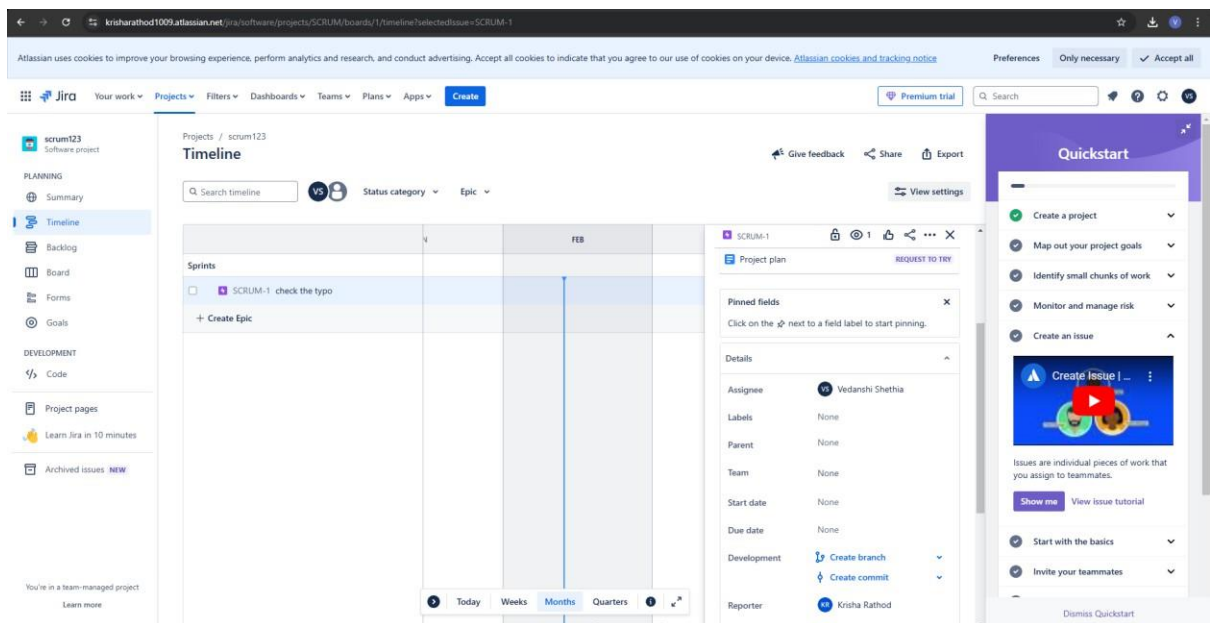 krisharathod1009.atlassian.net/jira/software/projects/SCRUM/boards/1/timeline?selectedIssue=SCRUM-1
Atlassian uses cookies to improve your browsing experience, perform analytics and research, and conduct advertising. Accept all cookies to indicate that you agree to our use of cookies on your device. Atlassian cookies and tracking notice
Preferences Only necessary Accept all
Jira Your work Projects Filters Dashboards Teams Plans Apps Create Premium trial Search VS
scrum123
Software project
PLANNING
Summary
Timeline
Backlog
Board
Forms
Goals
DEVELOPMENT
Code
Project pages
Learn Jira in 10 minutes
Archived issues NEW
You're in a team-managed project
Learn more
Projects / scrum123
Timeline
Give feedback Share Export
Search timeline VS Status category Epic View settings
FEB
Sprints
SCRUM-1 check the typo
+ Create Epic
Today Weeks Months Quarters
SCRUM-1 1
Project plan REQUEST TO TRY
Pinned fields
Click on the next to a field label to start pinning.
Details
Assignee VS Vedanshi Shethia
Labels None
Parent None
Team None
Start date None
Due date None
Development Create branch
Create commit
Reporter KR Krisha Rathod
Quickstart
Create a project
Map out your project goals
Identify small chunks of work
Monitor and manage risk
Create an issue
Create Issue | ...
Issues are individual pieces of work that
you assign to teammates.
Show me View issue tutorial
Start with the basics
Invite your teammates
Dismiss Quickstart